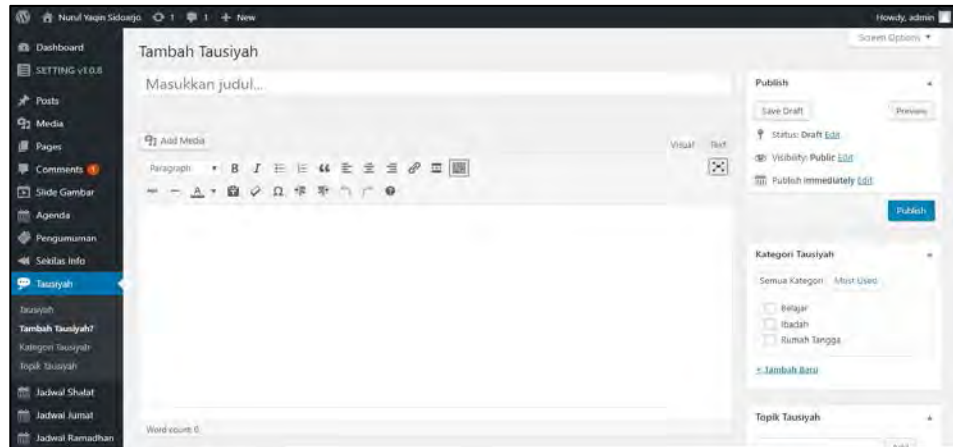 Nurul Yaqin Sidoarjo 1 1 + New Howdy, admin
Screen Options
Dashboard
SETTING v1.0.8
Posts
Media
Pages
Comments 1
Slide Gambar
Agenda
Pengumuman
Sekilas Info
Tausiyah
Tausiyah
Tambah Tausiyah?
Kategori Tausiyah
Topik Tausiyah
Jadwal Shalat
Jadwal Jumat
Jadwal Ramadhan
Tambah Tausiyah
Masukkan judul...
Add Media
Visual Text
Paragraph B I
A Ω
Word count: 0
Publish
Save Draft Preview
Status: Draft Edit
Visibility: Public Edit
Publish immediately Edit
Publish
Kategori Tausiyah
Semua Kategori Most Used
Belajar
Ibadah
Rumah Tangga
+ Tambah Baru
Topik Tausiyah
Add